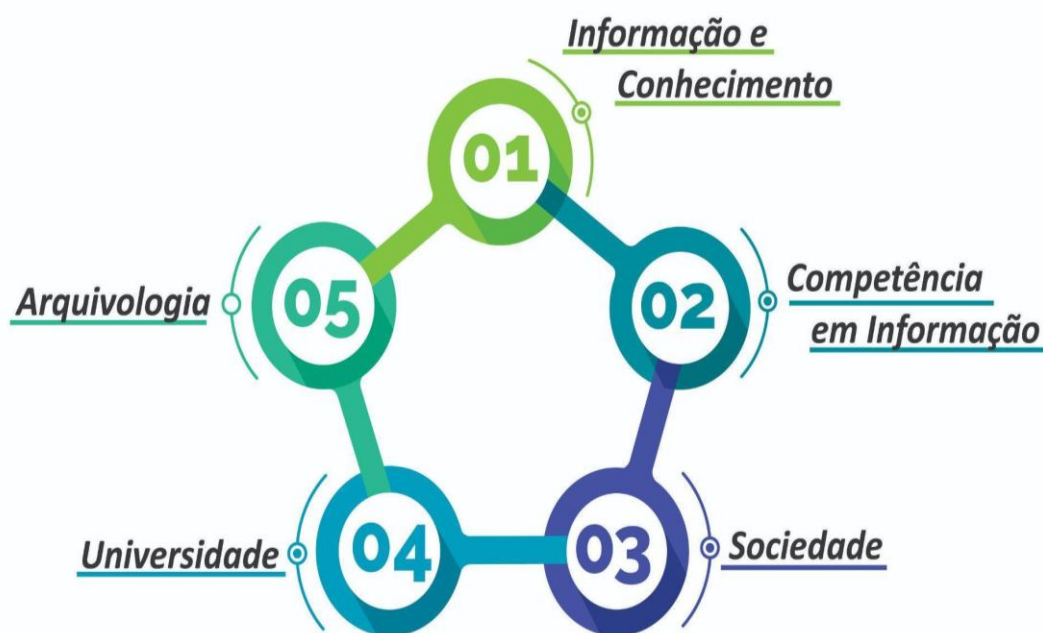 Informação e
Conhecimento
01
Competência
em Informação
02
Sociedade
03
Universidade
04
Arquivologia
05